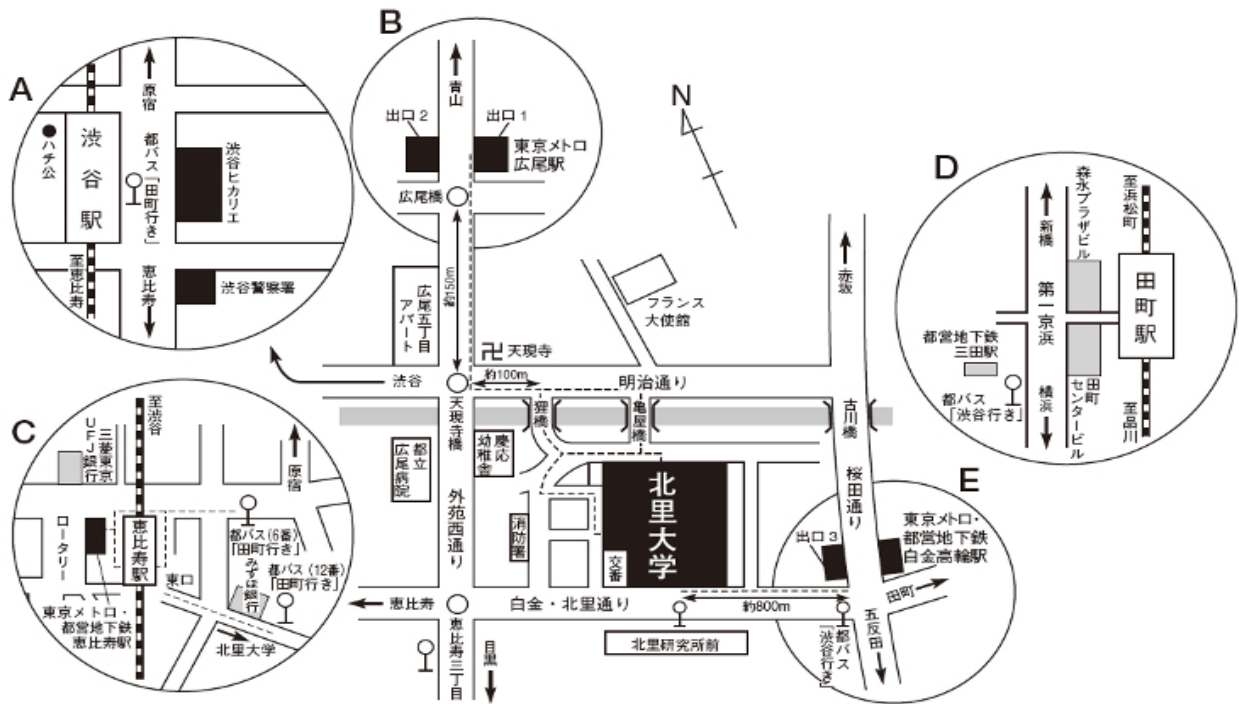 A
原宿
渋谷駅
ハチ公
都バス「田町行き」
渋谷ヒカリエ
至恵比寿
恵比寿
渋谷警察署
B
青山
出口2
出口1
東京メトロ
広尾駅
広尾橋
約150m
広尾五丁目
アパート
N
フランス
大使館
赤坂
卍天現寺
渋谷
約100m
明治通り
天現寺橋
狸橋
亀屋橋
古川橋
都立
広尾病院
慶応
幼稚舎
外苑西通り
消防署
北里大学
交番
桜田通り
恵比寿
白金・北里通り
約800m
北里研究所前
恵比寿三丁目
目黒
C
至渋谷
三菱東京
UFJ銀行
原宿
ロータリー
恵比寿駅
都バス(6番)
「田町行き」
都バス(12番)
「田町行き」
みずほ銀行
東口
東京メトロ・
都営地下鉄
恵比寿駅
北里大学
D
森永プラザビル
至浜松町
新橋
第一京浜
田町駅
都営地下鉄
三田駅
都バス
「渋谷行き」
横浜
田町
センタービル
至品川
E
出口3
東京メトロ・
都営地下鉄
白金高輪駅
田町
五反田
都バス
「渋谷行き」